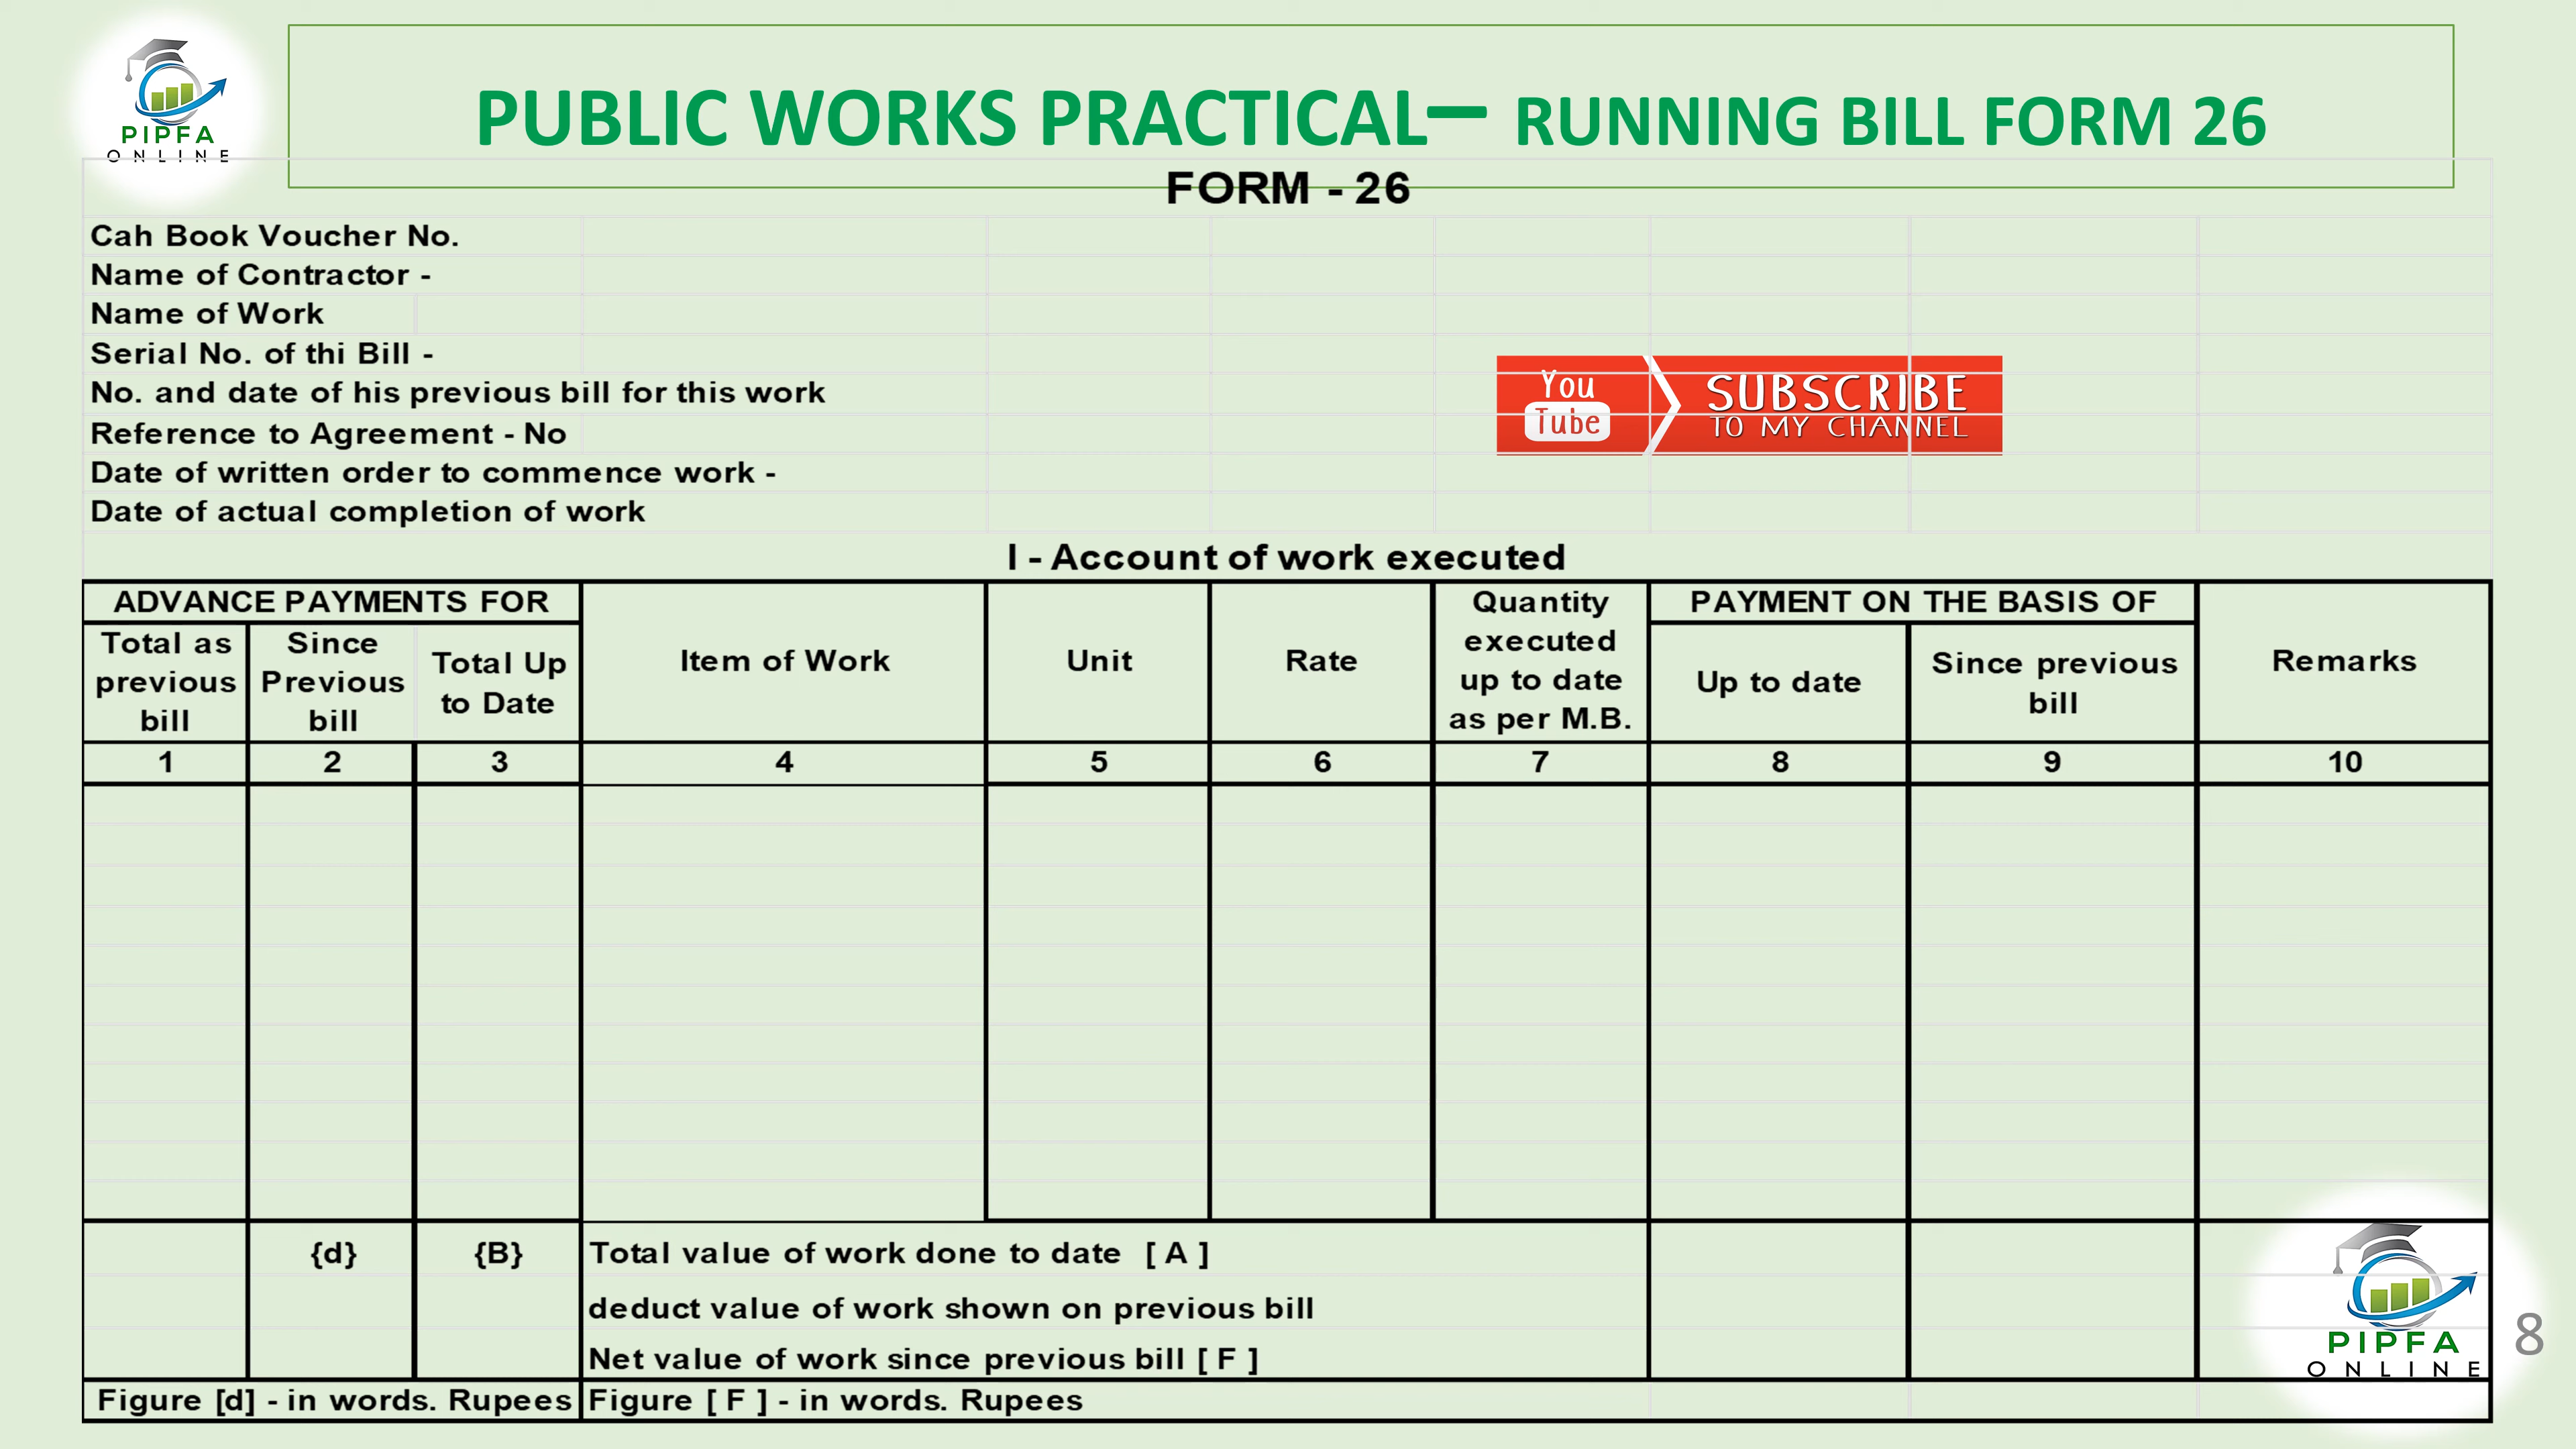 PIPFA
ONLINE
PUBLIC WORKS PRACTICAL– RUNNING BILL FORM 26
FORM - 26
Cah Book Voucher No.
Name of Contractor -
Name of Work
Serial No. of thi Bill -
No. and date of his previous bill for this work
Reference to Agreement - No
Date of written order to commence work -
Date of actual completion of work
You
Tube
SUBSCRIBE
TO MY CHANNEL
I - Account of work executed
ADVANCE PAYMENTS FOR
Total as
previous
bill
Since
Previous
bill
Total Up
to Date
Item of Work
Unit
Rate
Quantity
executed
up to date
as per M.B.
PAYMENT ON THE BASIS OF
Up to date
Since previous
bill
Remarks
1 2 3 4 5 6 7 8 9 10
{d} {B} Total value of work done to date [ A ]
deduct value of work shown on previous bill
Net value of work since previous bill [ F ]
Figure [d] - in words. Rupees Figure [ F ] - in words. Rupees
PIPFA
ONLINE
8